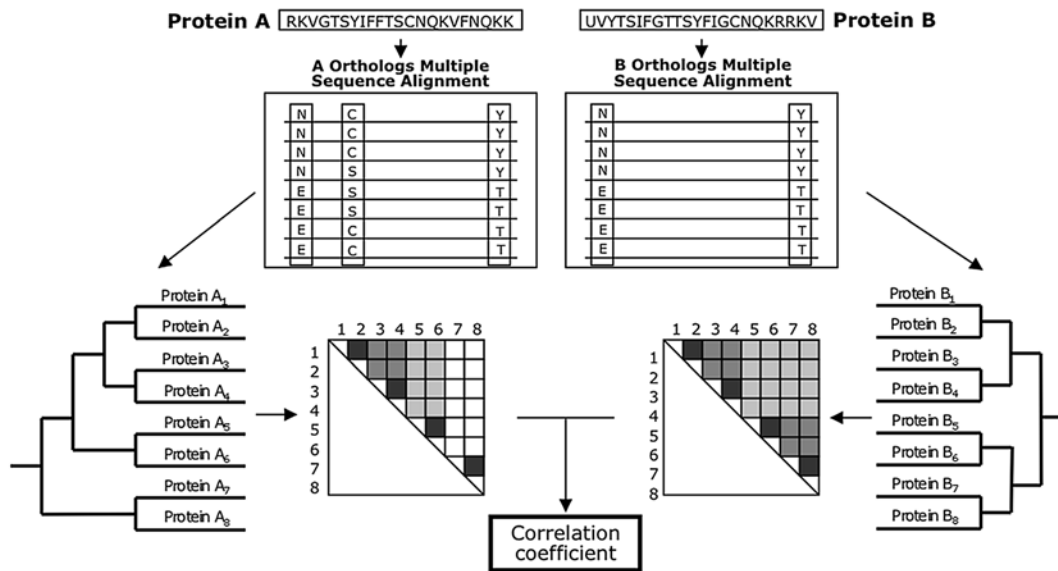 Protein A RKVGTSYIFFTSCNQKVFNQKK UVYTSIFGTTSYFIGCNQKRRKV Protein B
A Orthologs Multiple
Sequence Alignment
B Orthologs Multiple
Sequence Alignment
N C Y
N C Y
N C Y
N S Y
E S T
E S T
E C T
E C T
N Y
N Y
N Y
N Y
E T
E T
E T
E T
Protein A1
Protein A2
Protein A3
Protein A4
Protein A5
Protein A6
Protein A7
Protein A8
1 2 3 4 5 6 7 8
1
2
3
4
5
6
7
8
1 2 3 4 5 6 7 8
1
2
3
4
5
6
7
8
Protein B1
Protein B2
Protein B3
Protein B4
Protein B5
Protein B6
Protein B7
Protein B8
Correlation
coefficient